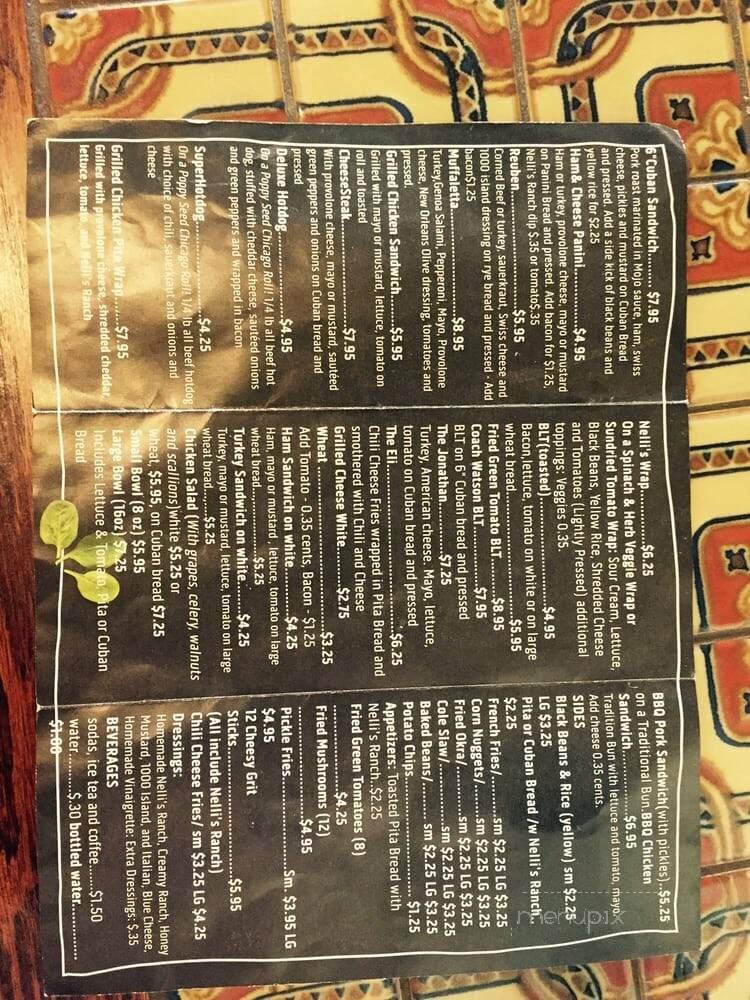 6"Cuban Sandwich........ $7.95
Pork roast marinated in Mojo sauce, ham, swiss
cheese, pickles and mustard on Cuban Bread
and pressed. Add a side kick of black beans and
yellow rice for $2.25
Ham& Cheese Panini...............$4.95
Ham or turkey, provolone cheese, mayo or mustard
on Panini Bread and pressed. Add bacon for $1.25,
Nelli's Ranch dip $.35 or tomato$.35
Reuben..........................$5.95
Corned Beef or turkey, sauerkraut, Swiss cheese and
1000 island dressing on rye bread and pressed - Add
bacon$1.25
Muffaletta......................$8.95
Turkey,Genoa Salami, Pepperoni, Mayo, Provolone
cheese, New Orleans Olive dressing, tomatoes and
pressed.
Grilled Chicken Sandwich........$5.95
Grilled with mayo or mustard, lettuce, tomato on
roll and toasted
CheeseSteak.....................$7.95
With provolone cheese, mayo or mustard, sautéed
green peppers and onions on Cuban bread and
pressed
Deluxe Hotdog...................$4.95
On a Poppy Seed Chicago Roll! 1/4 lb all beef hot
dog, stuffed with cheddar cheese, sautéed onions
and green peppers and wrapped in bacon
SuperHotdog.....................$4.25
On a Poppy Seed Chicago Roll! 1/4 lb all beef hotdog
with choice of chili, sauerkraut and onions and
cheese
Grilled Chicken Pita Wrap.......$7.95
Grilled with provolone cheese, shredded cheddar,
lettuce, tomato and Nelli's Ranch
Nelli's Wrap....................$6.25
On a Spinach & Herb Veggie Wrap or
Sundried Tomato Wrap: Sour Cream, Lettuce,
Black Beans, Yellow Rice, Shredded Cheese
and Tomatoes (Lightly Pressed) additional
toppings: Veggies 0.35.
BLT(toasted)....................$4.95
Bacon,lettuce, tomato on white or on large
wheat bread.....................$5.95
Fried Green Tomato BLT..........$8.95
Coach Watson BLT................$7.95
BLT on 6" Cuban bread and pressed
The Jonathan....................$7.25
Turkey American cheese. Mayo, lettuce,
tomato on Cuban bread and pressed
The Eli.........................$6.25
Chili Cheese Fries wrapped in Pita Bread and
smothered with Chili and Cheese
Grilled Cheese White............$2.75
Wheat...........................$3.25
Add Tomato - 0.35 cents, Bacon - $1.25
Ham Sandwich on white...........$4.25
Ham, mayo or mustard , lettuce, tomato on large
wheat bread.....................$5.25
Turkey Sandwich on white........$4.25
Turkey, mayo or mustard , lettuce, tomato on large
wheat bread.........$5.25
Chicken Salad (With grapes, celery, walnuts
and scallions)white $5.25 or
wheat, $5.95, on Cuban bread $7.25
Small Bowl (8 oz) $5.95
Large Bowl (16oz) $7.25
Includes Lettuce & Tomato, Pita or Cuban
Bread
BBQ Pork Sandwich(with pickles)..$5.25
on a Traditional Bun.BBQ Chicken
Sandwich........................$6.95
Tradition Bun with lettuce and tomato, mayo.
Add cheese 0.35 cents.
SIDES
Black Beans & Rice (yellow) sm $2.25
LG $3.25
Pita or Cuban Bread /w Nelli's Ranch
$2.25
French Fries/..... sm $2.25 LG $3.25
Corn Nuggets/..... sm $2.25 LG $3.25
Fried Okra/....... sm $2.25 LG $3.25
Cole Slaw/........ sm $2.25 LG $3.25
Baked Beans/...... sm $2.25 LG $3.25
Potato Chips....................$1.25
Appetizers: Toasted Pita Bread with
Nelli's Ranch ..$2.25
Fried Green Tomatoes (8)
................$4.25
Fried Mushrooms (12)
........................$4.95
Pickle Fries............Sm. $3.95 LG
$4.95
12 Cheesy Grit
Sticks..................$5.95
(All Include Nelli's Ranch)
Chili Cheese Fries/ sm $3.25 LG $4.25
Dressings:
Homemade Nelli's Ranch, Creamy Ranch, Honey
Mustard, 1000 Island, and Italian, Blue Cheese,
Homemade Vinaigrette: Extra Dressings: $.35
BEVERAGES
sodas, ice tea and coffee......$1.50
water..........$.30 bottled water............
$1.00
menupix